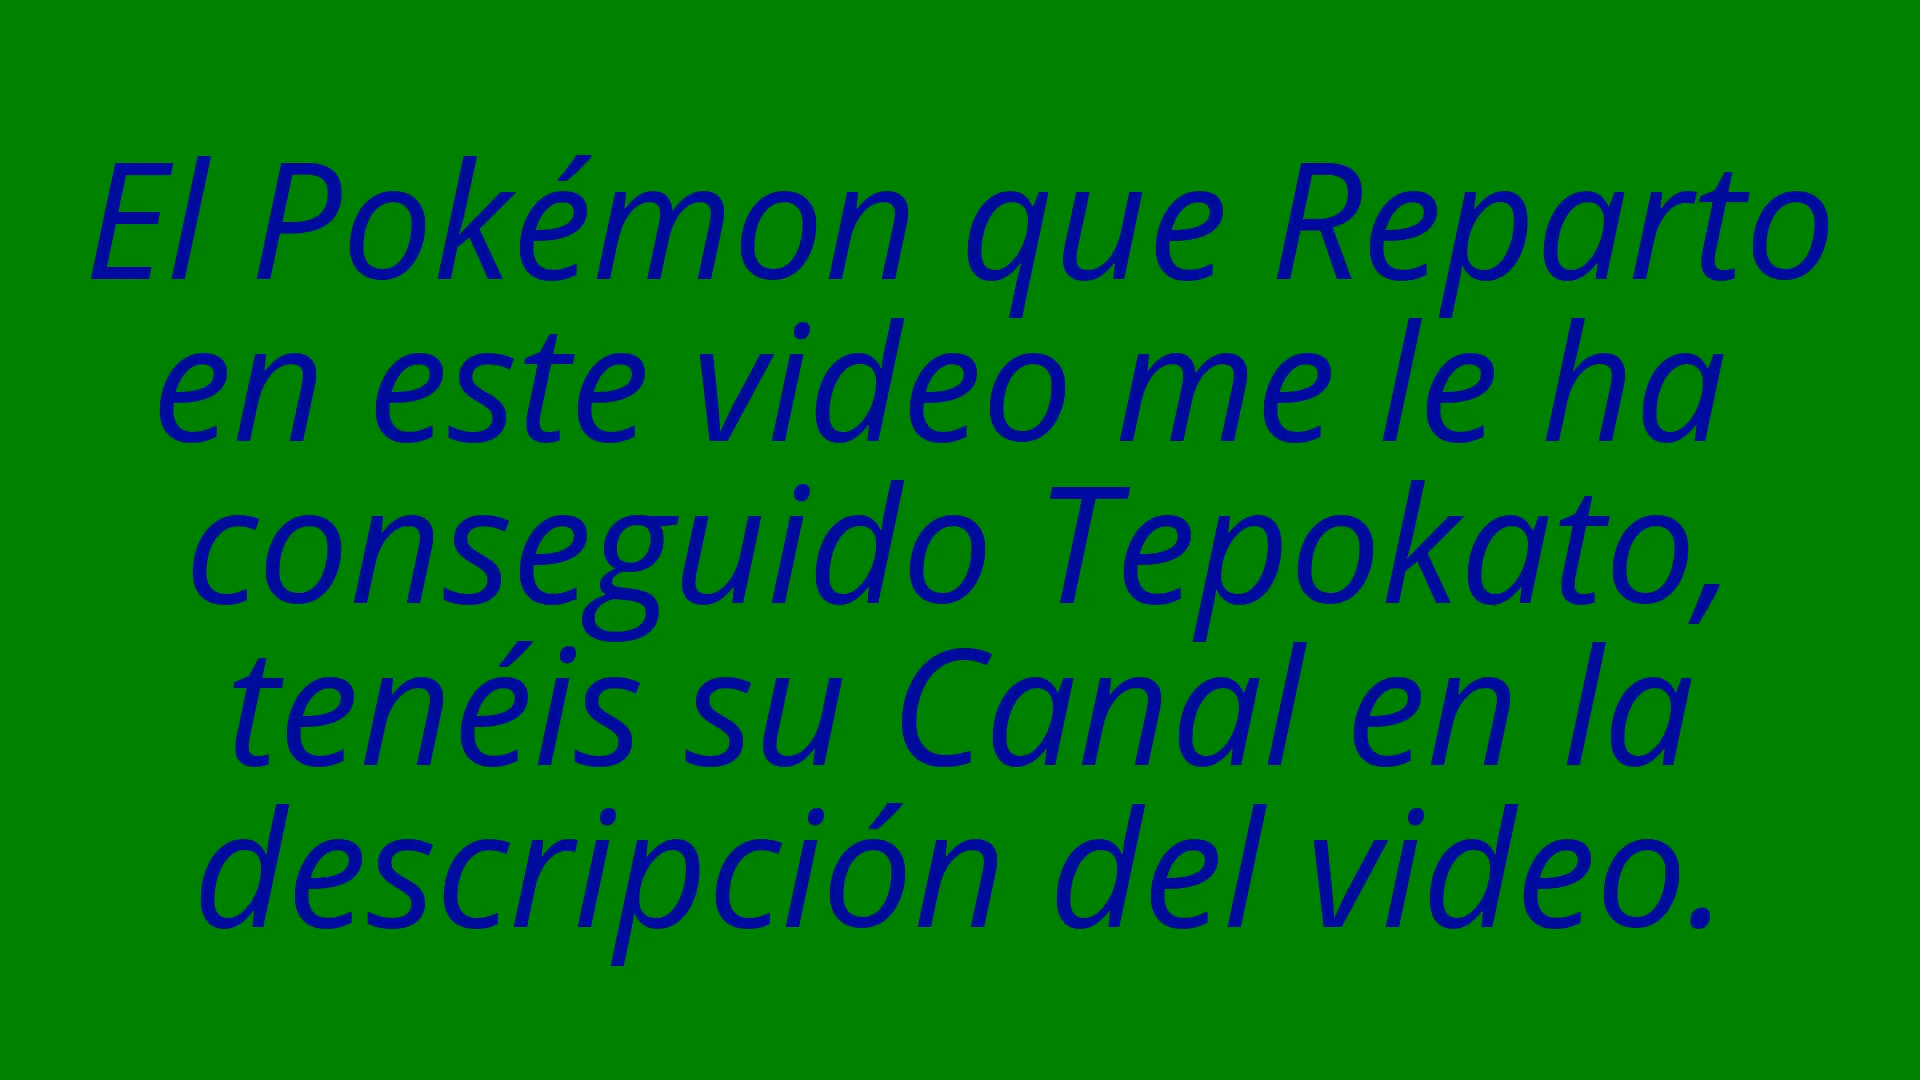 El Pokémon que Reparto
en este video me le ha
conseguido Tepokato,
tenéis su Canal en la
descripción del video.